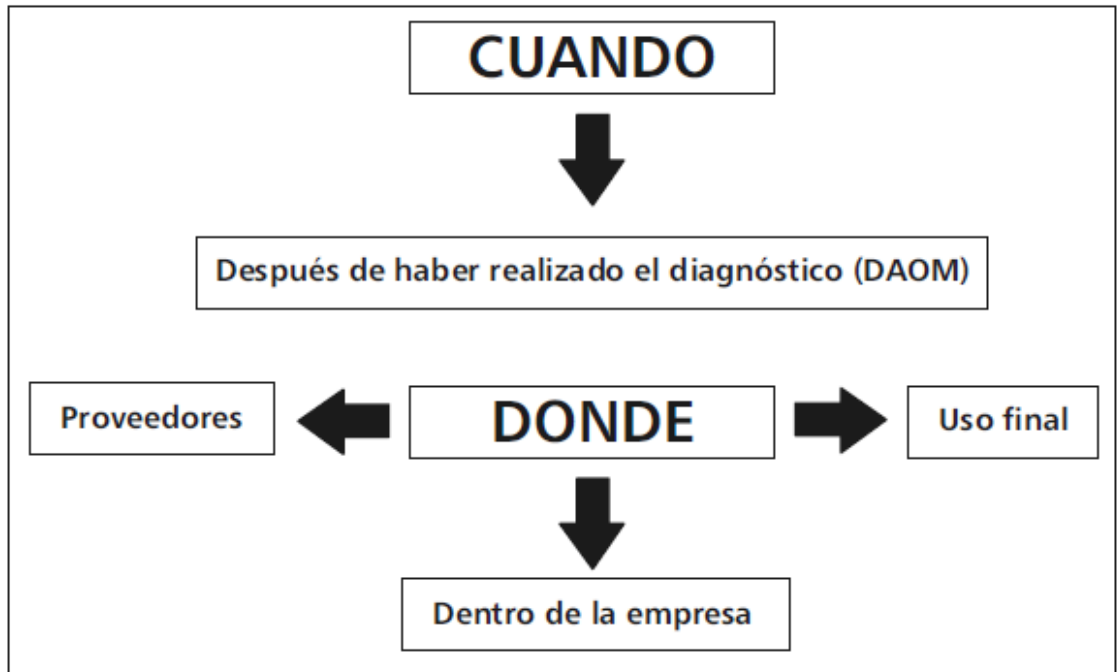 CUANDO
Después de haber realizado el diagnóstico (DAOM)
Proveedores
DONDE
Uso final
Dentro de la empresa